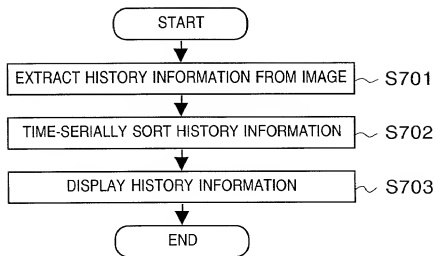 START
EXTRACT HISTORY INFORMATION FROM IMAGE S701
TIME-SERIALLY SORT HISTORY INFORMATION S702
DISPLAY HISTORY INFORMATION S703
END